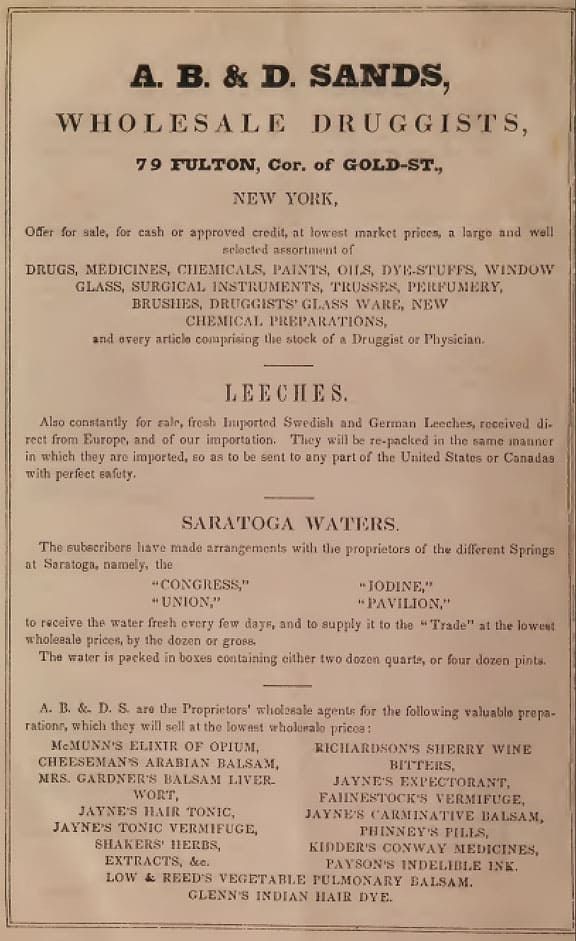 A. B. & D. SANDS,
WHOLESALE DRUGGISTS,
79 FULTON, Cor. of GOLD-ST.,
NEW YORK,
Offer for sale, for cash or approved credit, at lowest market prices, a large and well
selected assortment of
DRUGS, MEDICINES, CHEMICALS, PAINTS, OILS, DYE-STUFFS, WINDOW
GLASS, SURGICAL INSTRUMENTS, TRUSSES, PERFUMERY,
BRUSHES, DRUGGISTS' GLASS WARE, NEW
CHEMICAL PREPARATIONS,
and every article comprising the stock of a Druggist or Physician.
LEECHES.
Also constantly for sale, fresh Imported Swedish and German Leeches, received di-
rect from Europe, and of our importation. They will be re-packed in the same manner
in which they are imported, so as to be sent to any part of the United States or Canadas
with perfect safety.
SARATOGA WATERS.
The subscribers have made arrangements with the proprietors of the different Springs
at Saratoga, namely, the
"CONGRESS," "IODINE,"
"UNION," "PAVILION,"
to receive the water fresh every few days, and to supply it to the "Trade" at the lowest
wholesale prices, by the dozen or gross.
The water is packed in boxes containing either two dozen quarts, or four dozen pints.
A. B. &. D. S. are the Proprietors' wholesale agents for the following valuable prepa-
rations, which they will sell at the lowest wholesale prices:
McMUNN'S ELIXIR OF OPIUM,
CHEESEMAN'S ARABIAN BALSAM,
MRS. GARDNER'S BALSAM LIVER-
WORT,
JAYNE'S HAIR TONIC,
JAYNE'S TONIC VERMIFUGE,
SHAKERS' HERBS,
EXTRACTS, &c.
RICHARDSON'S SHERRY WINE
BITTERS,
JAYNE'S EXPECTORANT,
FAHNESTOCK'S VERMIFUGE,
JAYNE'S CARMINATIVE BALSAM,
PHINNEY'S PILLS,
KIDDER'S CONWAY MEDICINES,
PAYSON'S INDELIBLE INK.
LOW & REED'S VEGETABLE PULMONARY BALSAM.
GLENN'S INDIAN HAIR DYE.